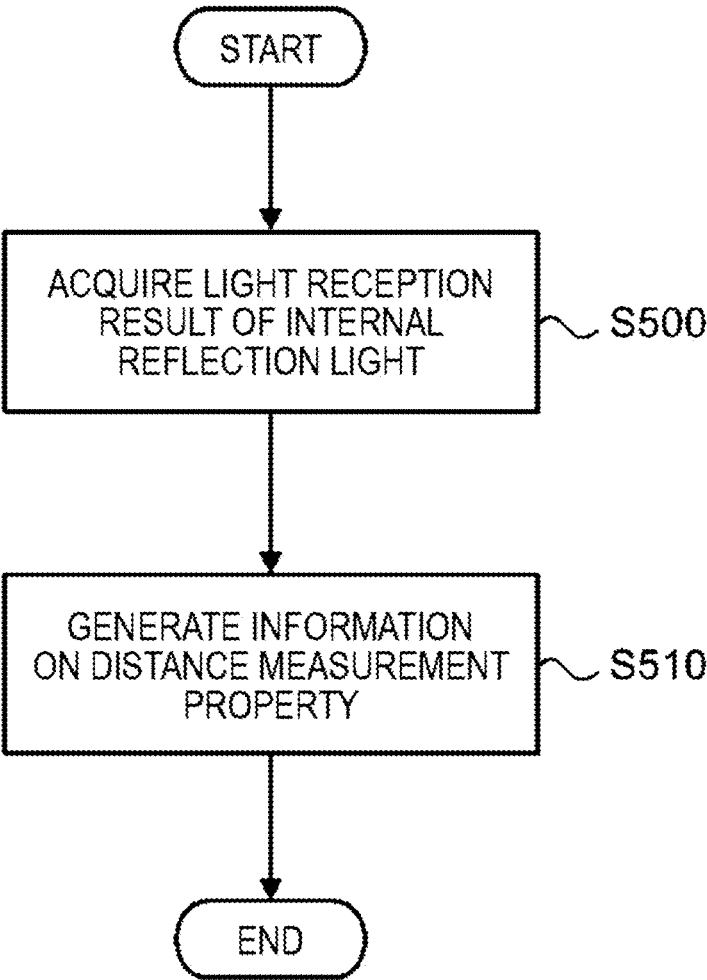 START
ACQUIRE LIGHT RECEPTION
RESULT OF INTERNAL
REFLECTION LIGHT
S500
GENERATE INFORMATION
ON DISTANCE MEASUREMENT
PROPERTY
S510
END